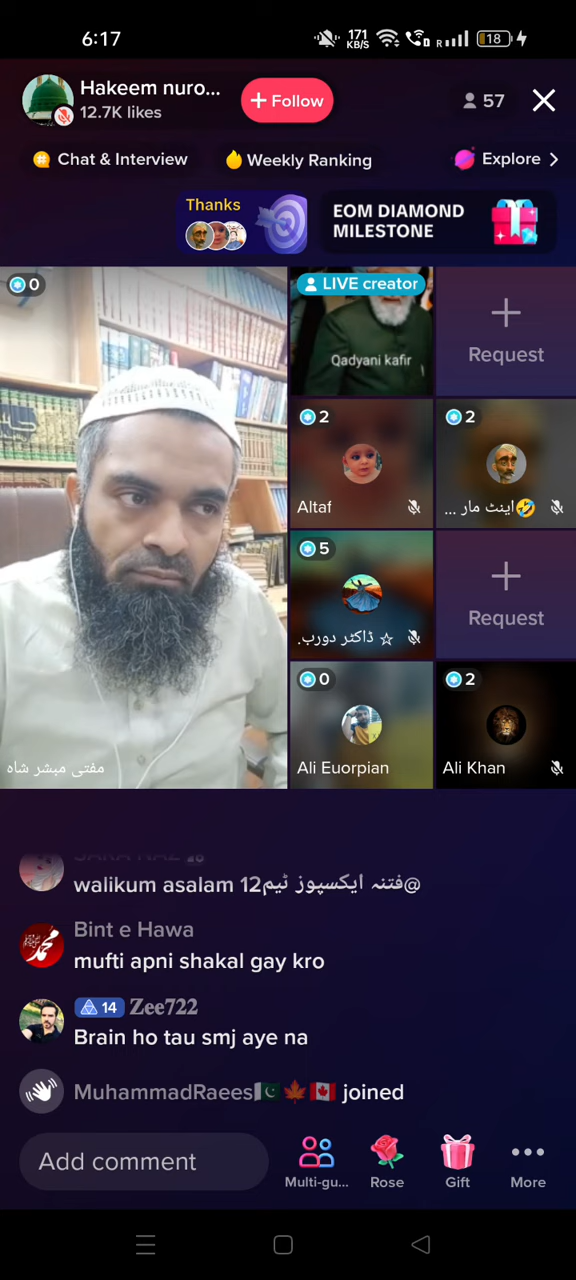 6:17
171
KB/S
R
18
Hakeem nuro...
12.7K likes
+ Follow
57
Chat & Interview
Weekly Ranking
Explore >
Thanks
EOM DIAMOND
MILESTONE
0
LIVE creator
Qadyani kafir
Request
2
Altaf
2
اینٹ مار ...
5
☆ ڈاکٹر دورب.
Request
0
Ali Euorpian
2
Ali Khan
مفتی مبشر شاہ
walikum asalam 12فتنہ ایکسپوز ٹیم@
Bint e Hawa
mufti apni shakal gay kro
14 Zee722
Brain ho tau smj aye na
MuhammadRaees🇵🇰🍁🇨🇦 joined
Add comment
Multi-gu...
Rose
Gift
More